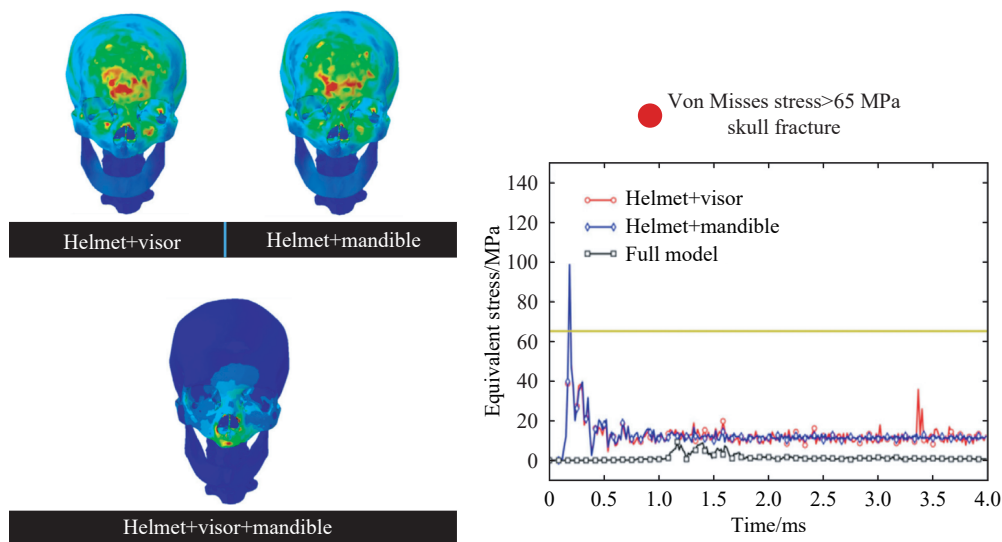 Helmet+visor
Helmet+mandible
Helmet+visor+mandible
Von Misses stress>65 MPa
skull fracture
Equivalent stress/MPa
140
120
100
80
60
40
20
0
Helmet+visor
Helmet+mandible
Full model
0 0.5 1.0 1.5 2.0 2.5 3.0 3.5 4.0
Time/ms